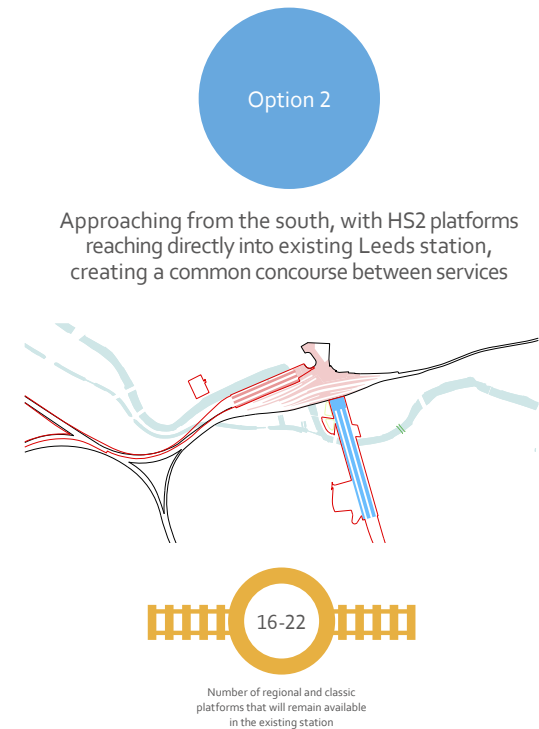 Option 2
Approaching from the south, with HS2 platforms
reaching directly into existing Leeds station,
creating a common concourse between services
16-22
Number of regional and classic
platforms that will remain available
in the existing station